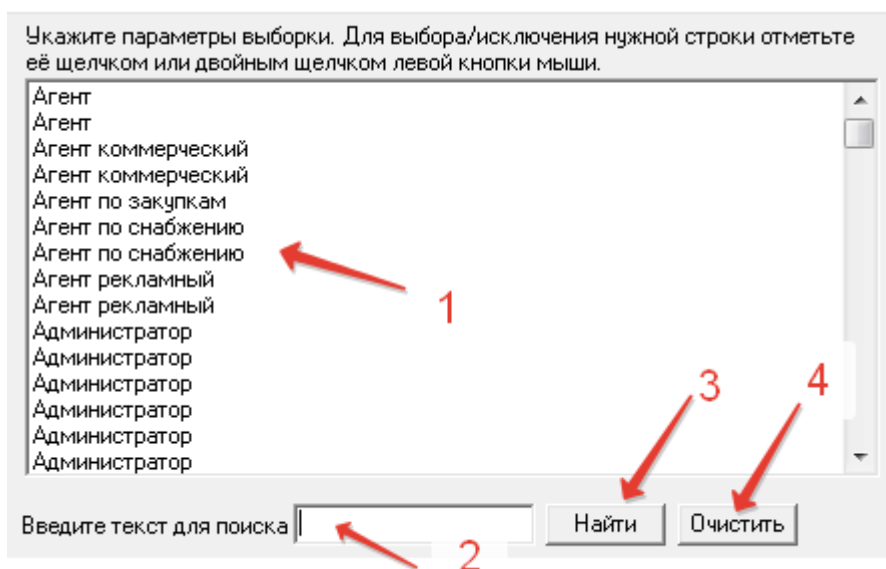 Укажите параметры выборки. Для выбора/исключения нужной строки отметьте
её щелчком или двойным щелчком левой кнопки мыши.
Агент
Агент
Агент коммерческий
Агент коммерческий
Агент по закупкам
Агент по снабжению
Агент по снабжению
Агент рекламный
Агент рекламный
1
Администратор
Администратор
Администратор
3
4
Администратор
Администратор
Администратор
Введите текст для поиска
Найти
Очистить
2